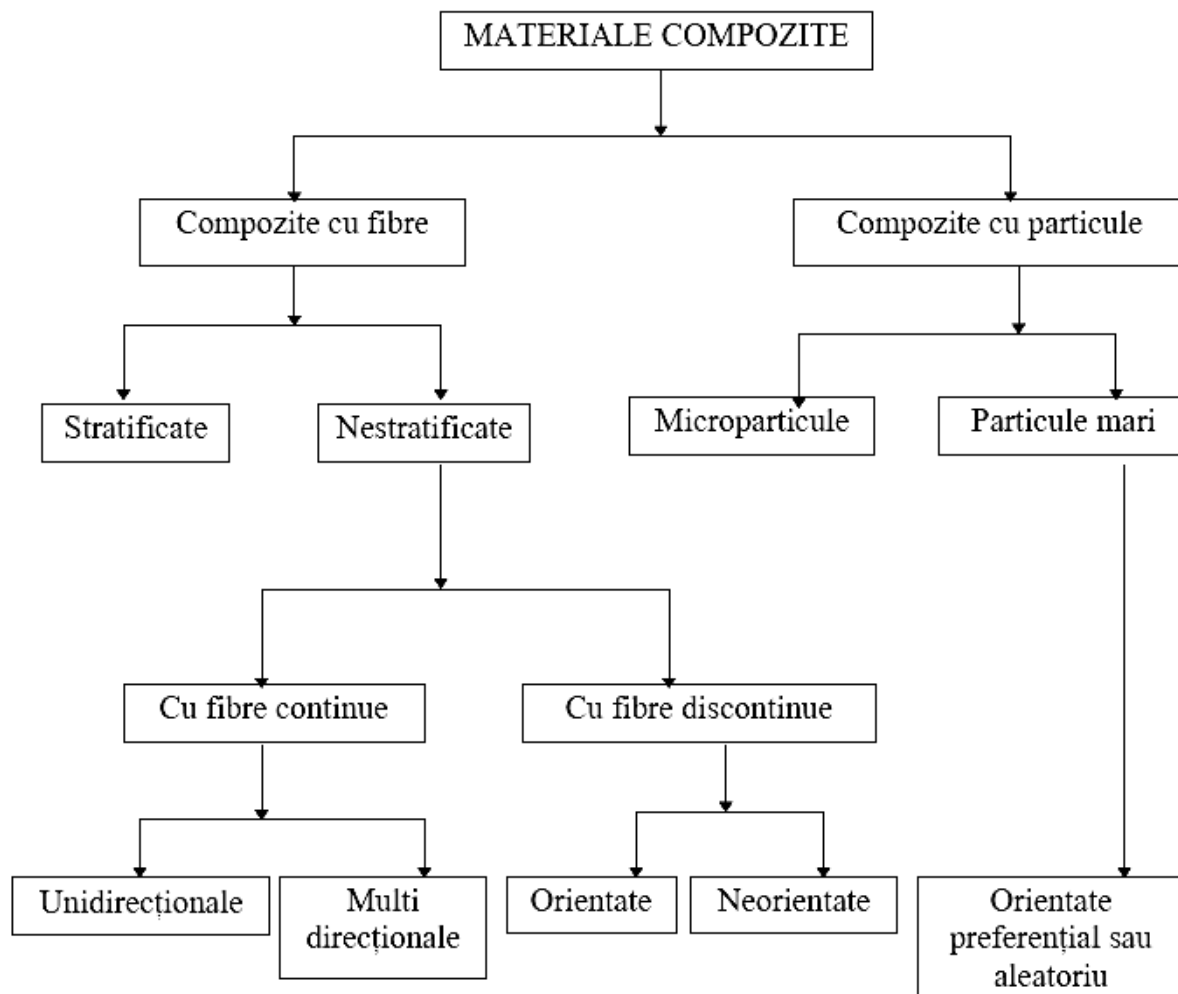 MATERIALE COMPOZITE
Compozite cu fibre
Compozite cu particule
Stratificate
Nestratificate
Microparticule
Particule mari
Cu fibre continue
Cu fibre discontinue
Unidirecționale
Multi
direcționale
Orientate
Neorientate
Orientate
preferențial sau
aleatoriu